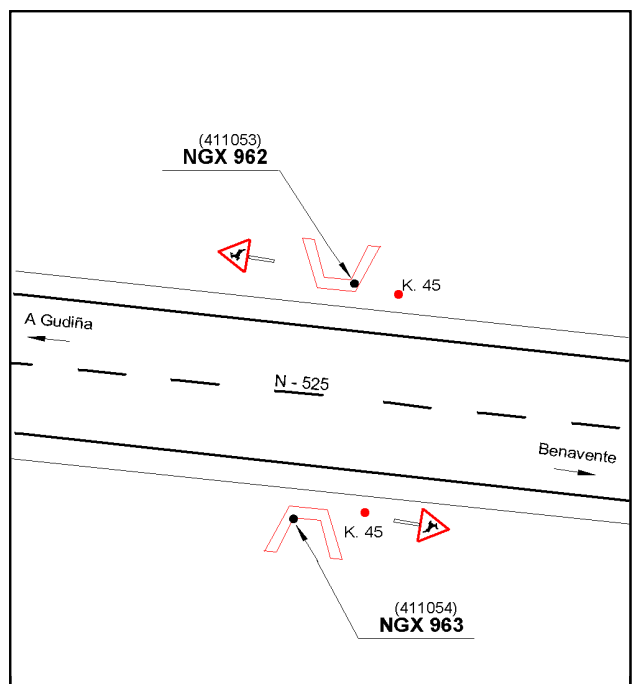 (411053)
NGX 962
K. 45
A Gudiña
N - 525
Benavente
K. 45
(411054)
NGX 963